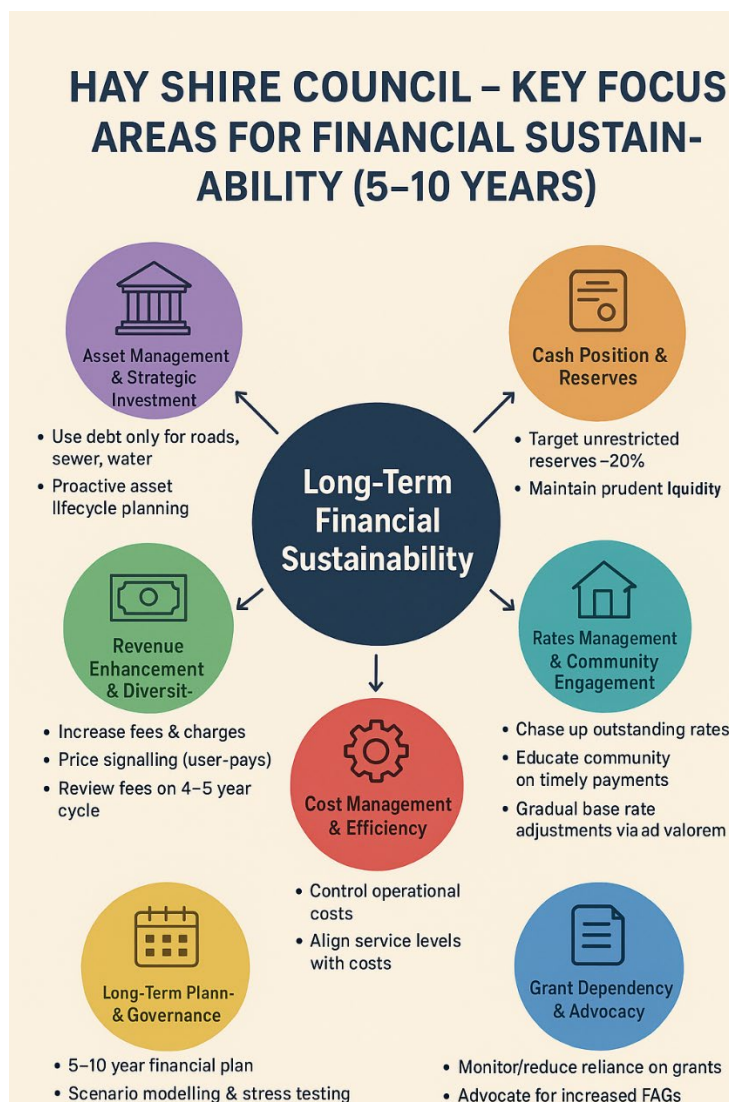 HAY SHIRE COUNCIL – KEY FOCUS
AREAS FOR FINANCIAL SUSTAIN-
ABILITY (5–10 YEARS)
Asset Management
& Strategic
Investment
• Use debt only for roads,
sewer, water
• Proactive asset
lifecycle planning
Cash Position &
Reserves
• Target unrestricted
reserves –20%
• Maintain prudent lquidity
Long-Term
Financial
Sustainability
Revenue
Enhancement
& Diversit-
• Increase fees & charges
• Price signalling (user-pays)
• Review fees on 4–5 year
cycle
Rates Management
& Community
Engagement
• Chase up outstanding rates
• Educate community
on timely payments
• Gradual base rate
adjustments via ad valorem
Cost Management
& Efficiency
• Control operational
costs
• Align service levels
with costs
Long-Term Plann-
& Governance
• 5–10 year financial plan
• Scenario modelling & stress testing
Grant Dependency
& Advocacy
• Monitor/reduce reliance on grants
• Advocate for increased FAGs